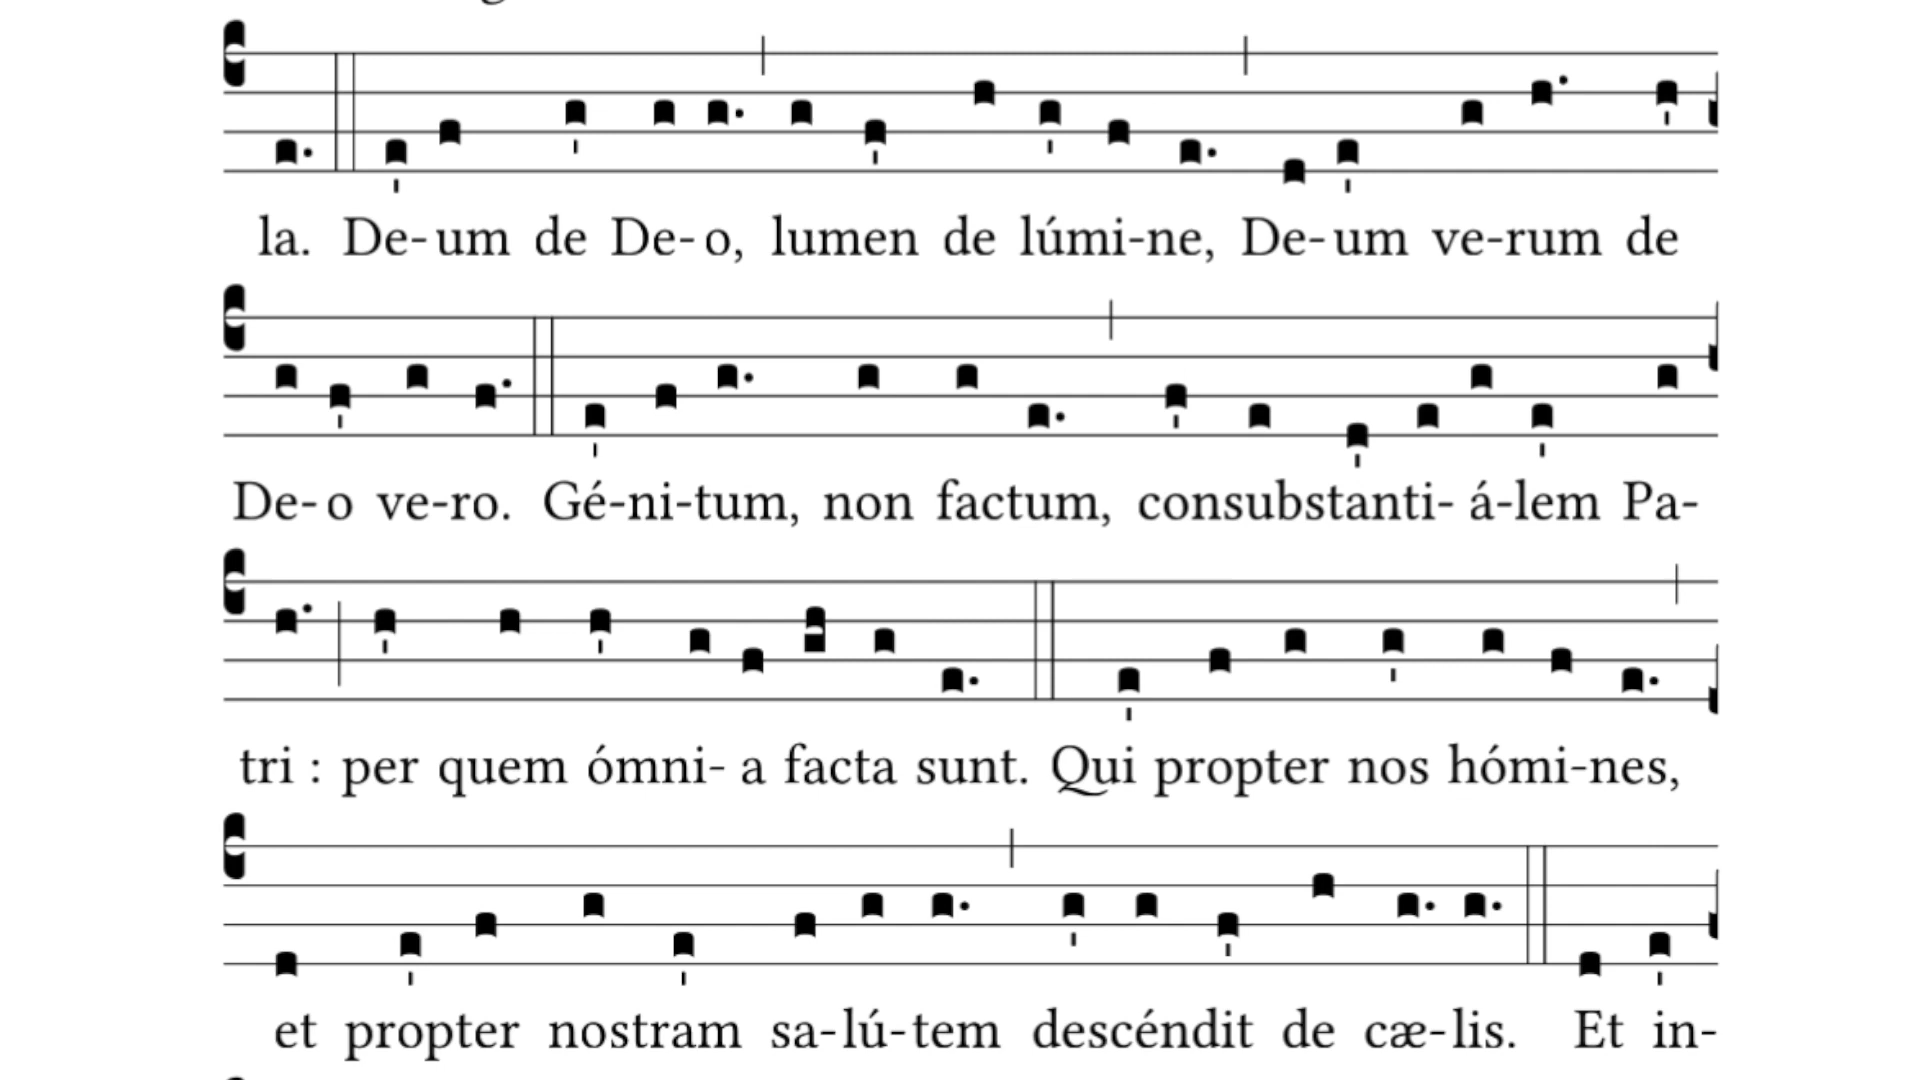 la. De-um de De-o, lumen de lúmi-ne, De-um ve-rum de
De-o ve-ro. Gé-ni-tum, non factum, consubstanti-á-lem Pa-
tri : per quem ómni-a facta sunt. Qui propter nos hómi-nes,
et propter nostram sa-lú-tem descéndit de cæ-lis. Et in-